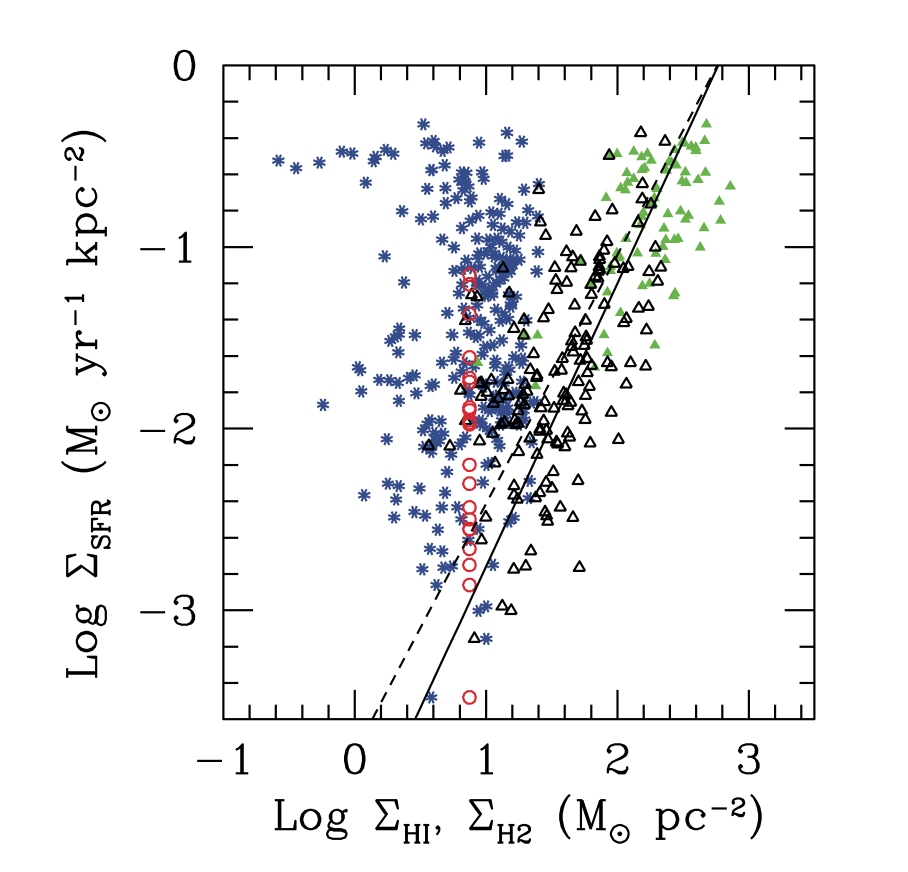 0
−1
−2
−3
Log Σ_SFR (M_⊙ yr⁻¹ kpc⁻²)
−1 0 1 2 3
Log Σ_HI, Σ_H2 (M_⊙ pc⁻²)